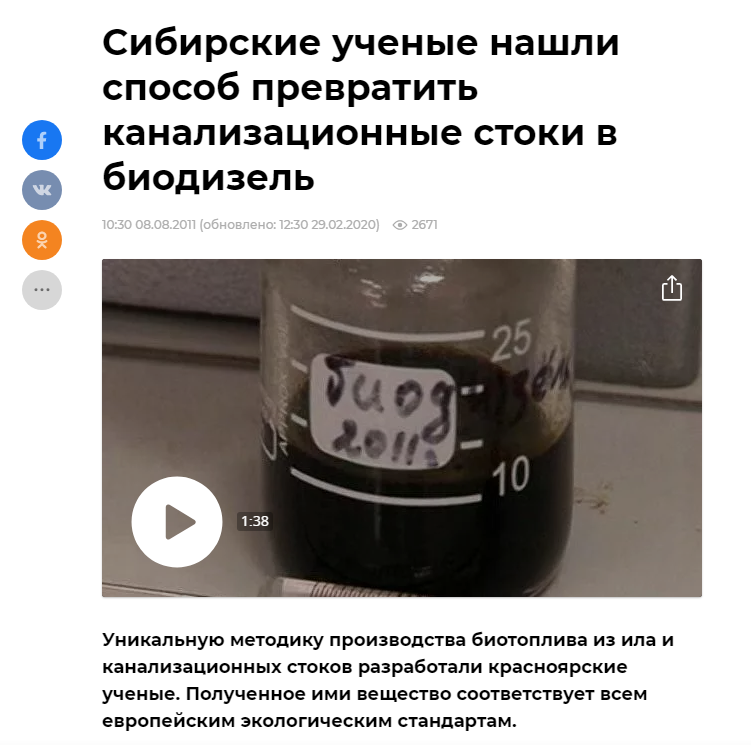 Сибирские ученые нашли
способ превратить
канализационные стоки в
биодизель
10:30 08.08.2011 (обновлено: 12:30 29.02.2020) 2671
25
биодизель
2011г.
10
1:38
Уникальную методику производства биотоплива из ила и
канализационных стоков разработали красноярские
ученые. Полученное ими вещество соответствует всем
европейским экологическим стандартам.